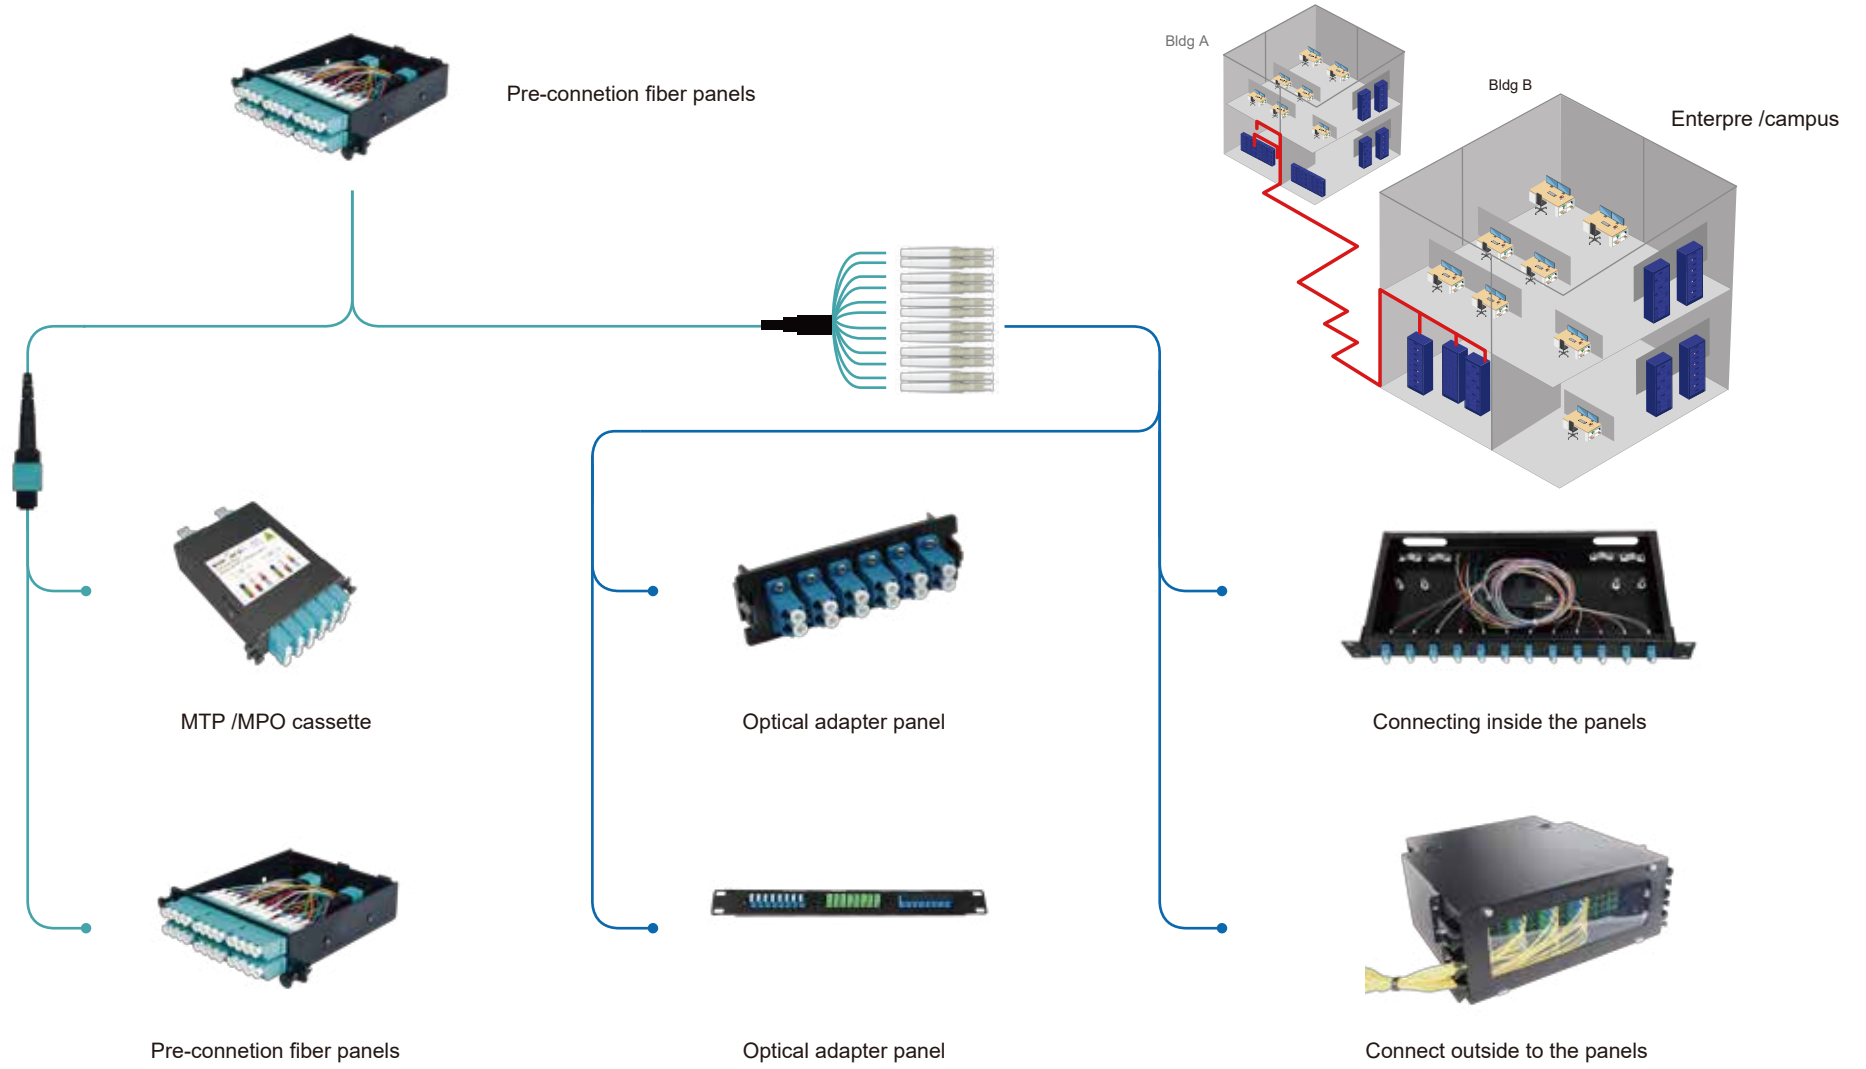 Bldg A
Pre-connetion fiber panels
Bldg B
Enterpre /campus
MTP /MPO cassette
Optical adapter panel
Connecting inside the panels
Pre-connetion fiber panels
Optical adapter panel
Connect outside to the panels